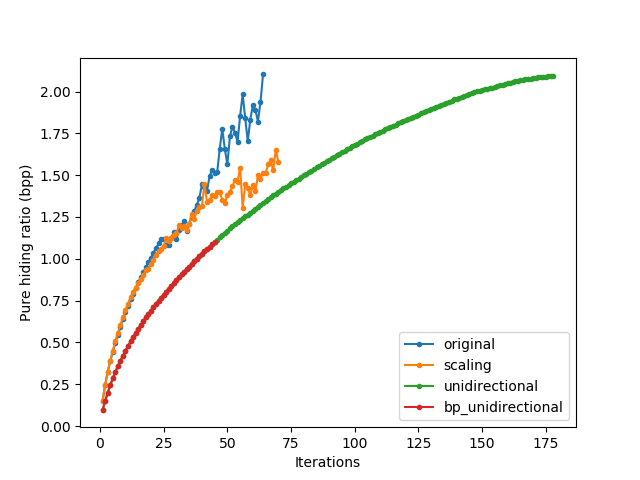 2.00
1.75
1.50
1.25
1.00
0.75
0.50
0.25
0.00
Pure hiding ratio (bpp)
original
scaling
unidirectional
bp_unidirectional
0 25 50 75 100 125 150 175
Iterations